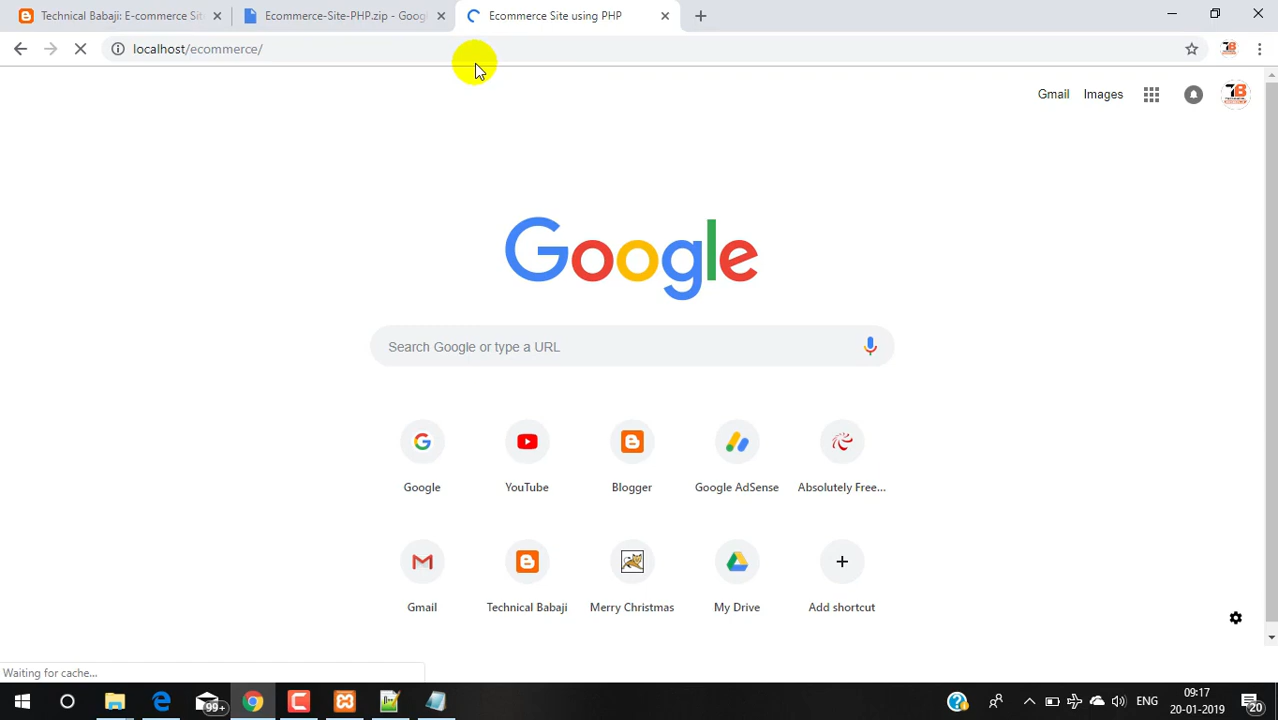 Technical Babaji: E-commerce Sit
Ecommerce-Site-PHP.zip - Goog
Ecommerce Site using PHP
localhost/ecommerce/
Gmail Images
Google
Search Google or type a URL
Google YouTube Blogger Google AdSense Absolutely Free...
Gmail Technical Babaji Merry Christmas My Drive Add shortcut
Waiting for cache...
99+
ENG
09:17
20-01-2019
20